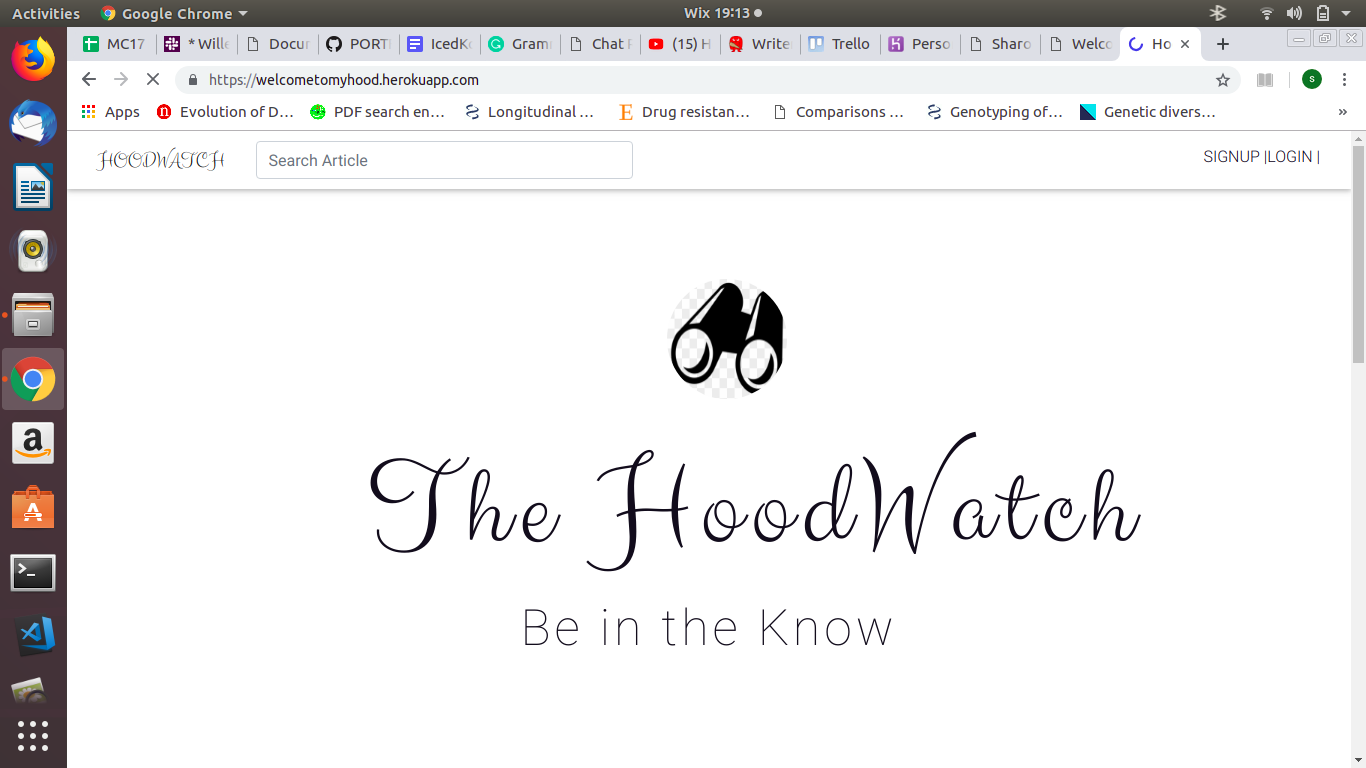 Activities Google Chrome Wix 19:13
MC17 * Wille Docur PORT IcedK Gram Chat (15) H Write Trello Perso Sharo Welco Ho
https://welcometomyhood.herokuapp.com S
Apps Evolution of D... PDF search en... Longitudinal ... Drug resistan... Comparisons ... Genotyping of... Genetic divers... »
HOODWATCH Search Article SIGNUP |LOGIN |
The HoodWatch
Be in the Know